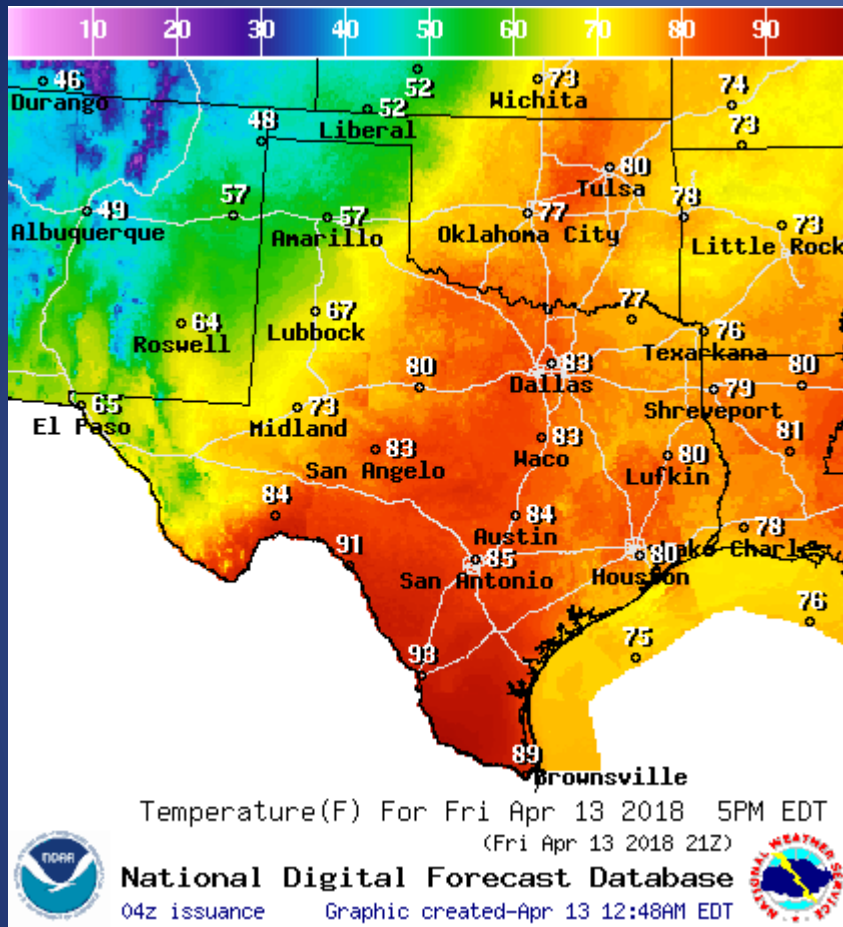 10 20 30 40 50 60 70 80 90
46
Durango
52
52
Liberal
73
Wichita
74
73
48
80
Tulsa
49
Albuquerque
57
57
Amarillo
77
Oklahoma City
78
73
Little Rock
64
Roswell
67
Lubbock
77
76
Texarkana
83
Dallas
80
79
Shreveport
80
65
El Paso
73
Midland
83
San Angelo
83
Waco
80
Lufkin
81
84
84
Austin
78
Lake Charles
91
85
San Antonio
80
Houston
76
75
93
89
Brownsville
Temperature(F) For Fri Apr 13 2018 5PM EDT
(Fri Apr 13 2018 21Z)
National Digital Forecast Database
04z issuance Graphic created-Apr 13 12:48AM EDT
NOAA
NATIONAL WEATHER SERVICE